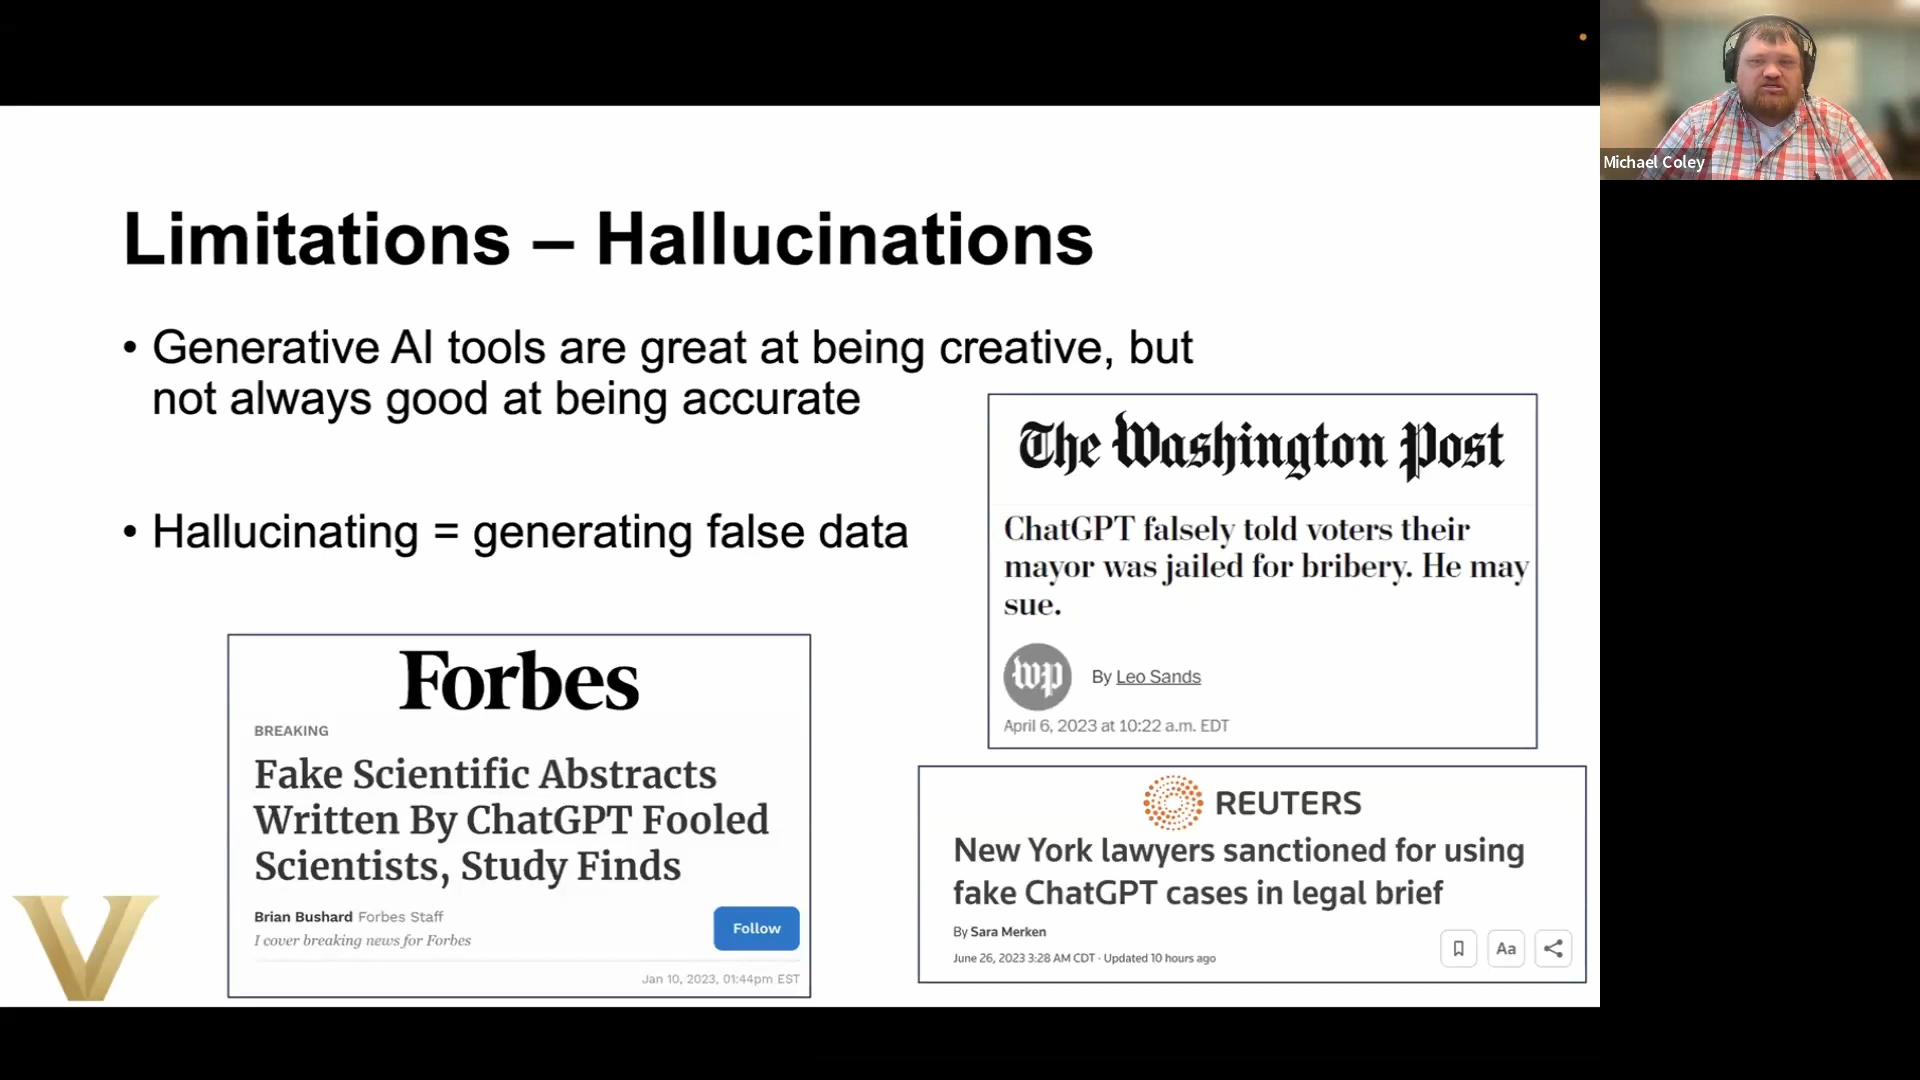 Michael Coley
Limitations – Hallucinations
• Generative AI tools are great at being creative, but
not always good at being accurate
• Hallucinating = generating false data
The Washington Post
ChatGPT falsely told voters their
mayor was jailed for bribery. He may
sue.
wp
By Leo Sands
April 6, 2023 at 10:22 a.m. EDT
Forbes
BREAKING
Fake Scientific Abstracts
Written By ChatGPT Fooled
Scientists, Study Finds
Brian Bushard Forbes Staff
I cover breaking news for Forbes
Follow
Jan 10, 2023, 01:44pm EST
REUTERS
New York lawyers sanctioned for using
fake ChatGPT cases in legal brief
By Sara Merken
June 26, 2023 3:28 AM CDT · Updated 10 hours ago
Aa
V